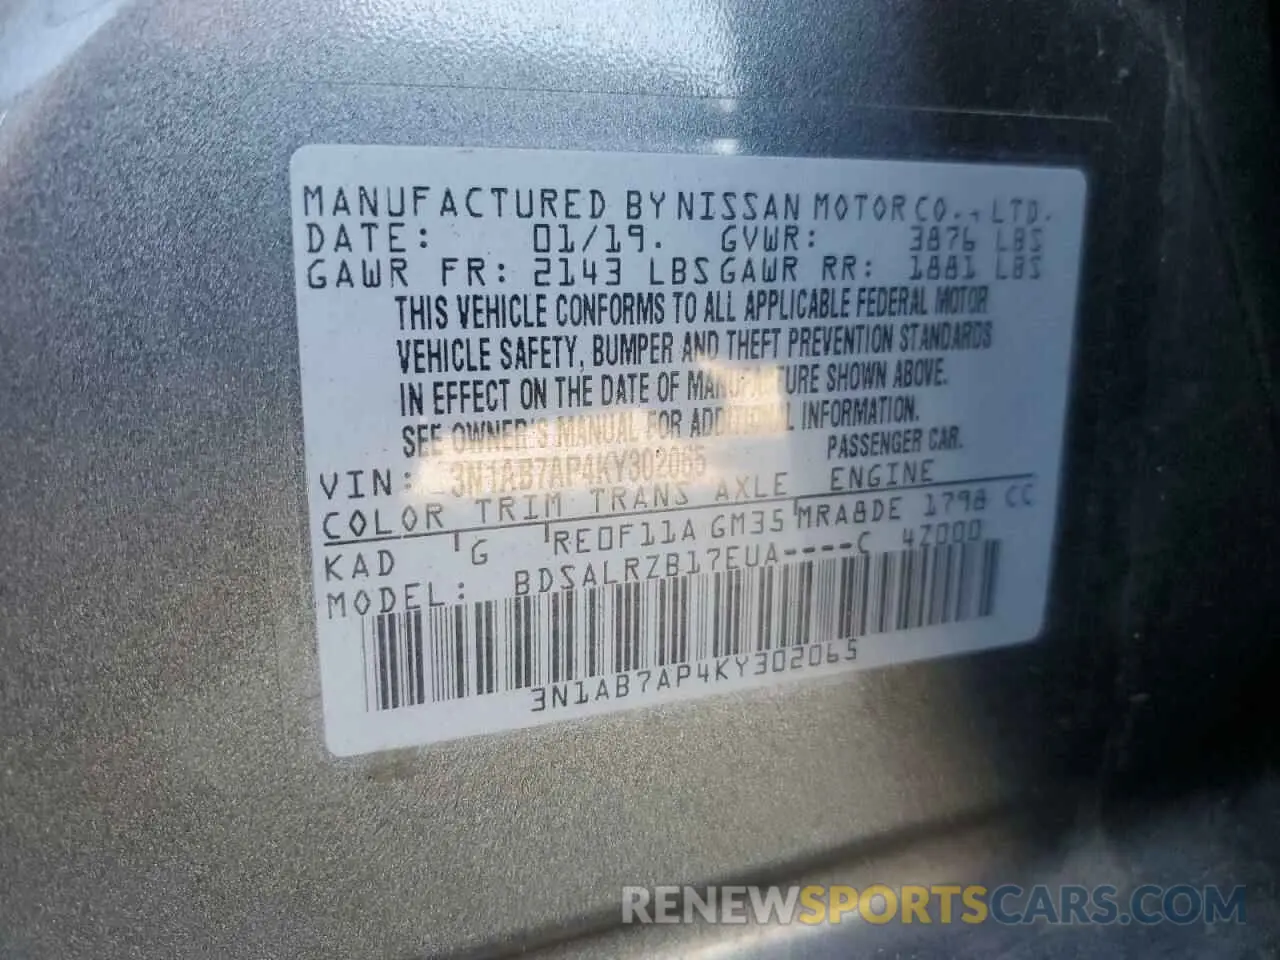 MANUFACTURED BY NISSAN MOTOR CO., LTD.
DATE: 01/19. GVWR: 3876 LBS
GAWR FR: 2143 LBS GAWR RR: 1881 LBS
THIS VEHICLE CONFORMS TO ALL APPLICABLE FEDERAL MOTOR
VEHICLE SAFETY, BUMPER AND THEFT PREVENTION STANDARDS
IN EFFECT ON THE DATE OF MANUFACTURE SHOWN ABOVE.
SEE OWNER'S MANUAL FOR ADDITIONAL INFORMATION.
PASSENGER CAR.
VIN: 3N1AB7AP4KY302065
COLOR TRIM TRANS AXLE ENGINE
KAD G RE0F11A GM35 MRA8DE 1798 CC
MODEL: BDSALRZB17EUA----C 47000
3N1AB7AP4KY302065
RENEWSPORTSCARS.COM